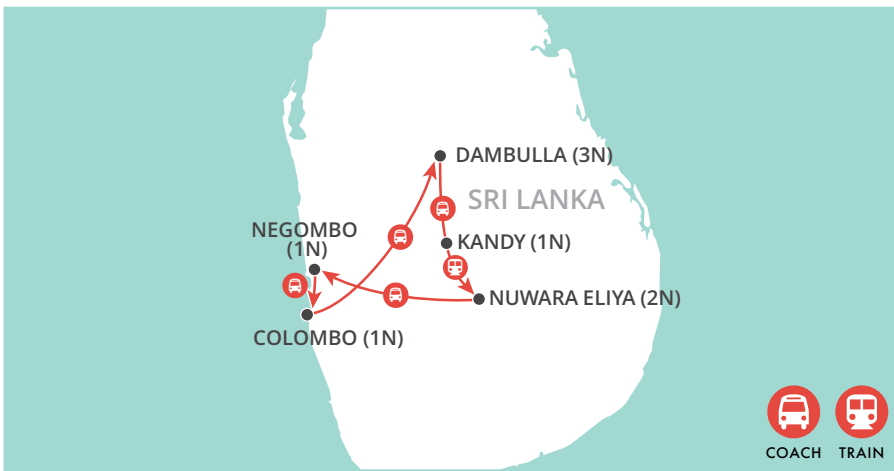 DAMBULLA (3N)
SRI LANKA
NEGOMBO
(1N)
KANDY (1N)
NUWARA ELIYA (2N)
COLOMBO (1N)
COACH
TRAIN